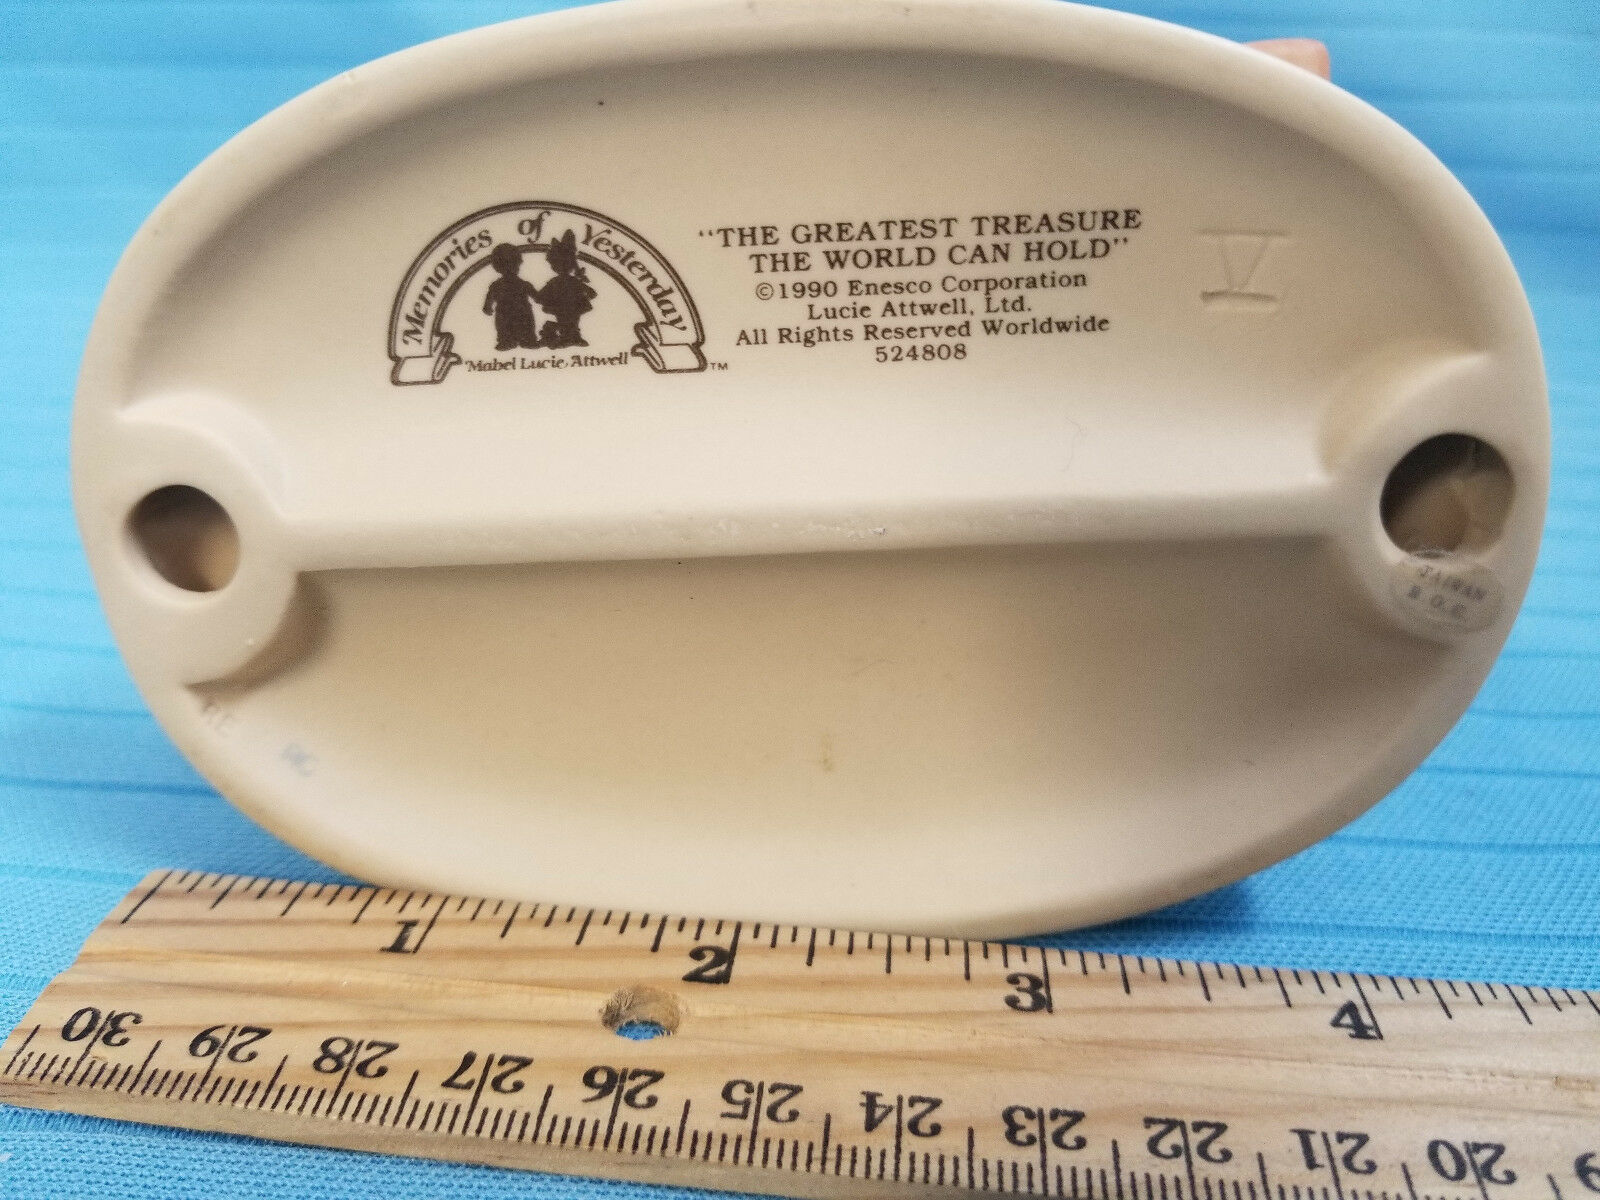 Memories of Yesterday
Mabel Lucie Attwell
TM
"THE GREATEST TREASURE
THE WORLD CAN HOLD"
©1990 Enesco Corporation
Lucie Attwell, Ltd.
All Rights Reserved Worldwide
524808
V
TAIWAN
R.O.C.
1 2 3 4
30 29 28 27 26 25 24 23 22 21 20